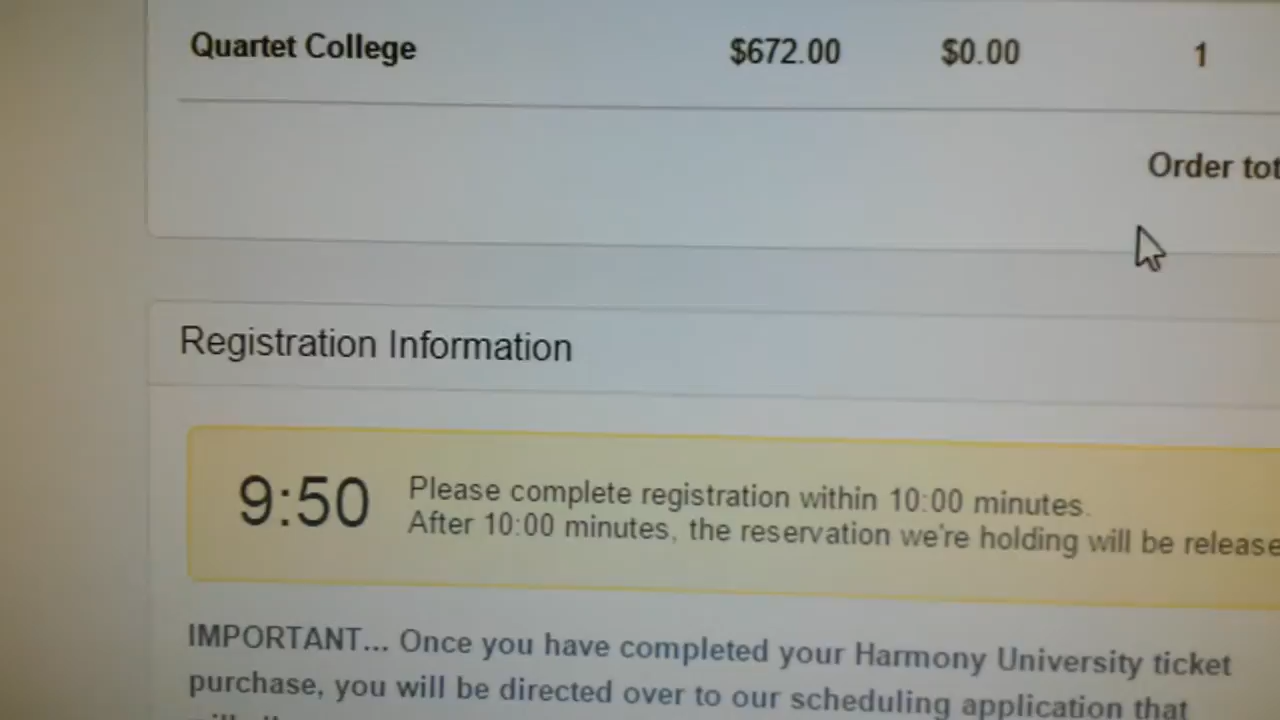 Quartet College $672.00 $0.00 1
Order
Registration Information
9:50 Please complete registration within 10:00 minutes.
After 10:00 minutes, the reservation we're holding will be
IMPORTANT... Once you have completed your Harmony University ticket
purchase, you will be directed over to our scheduling application that